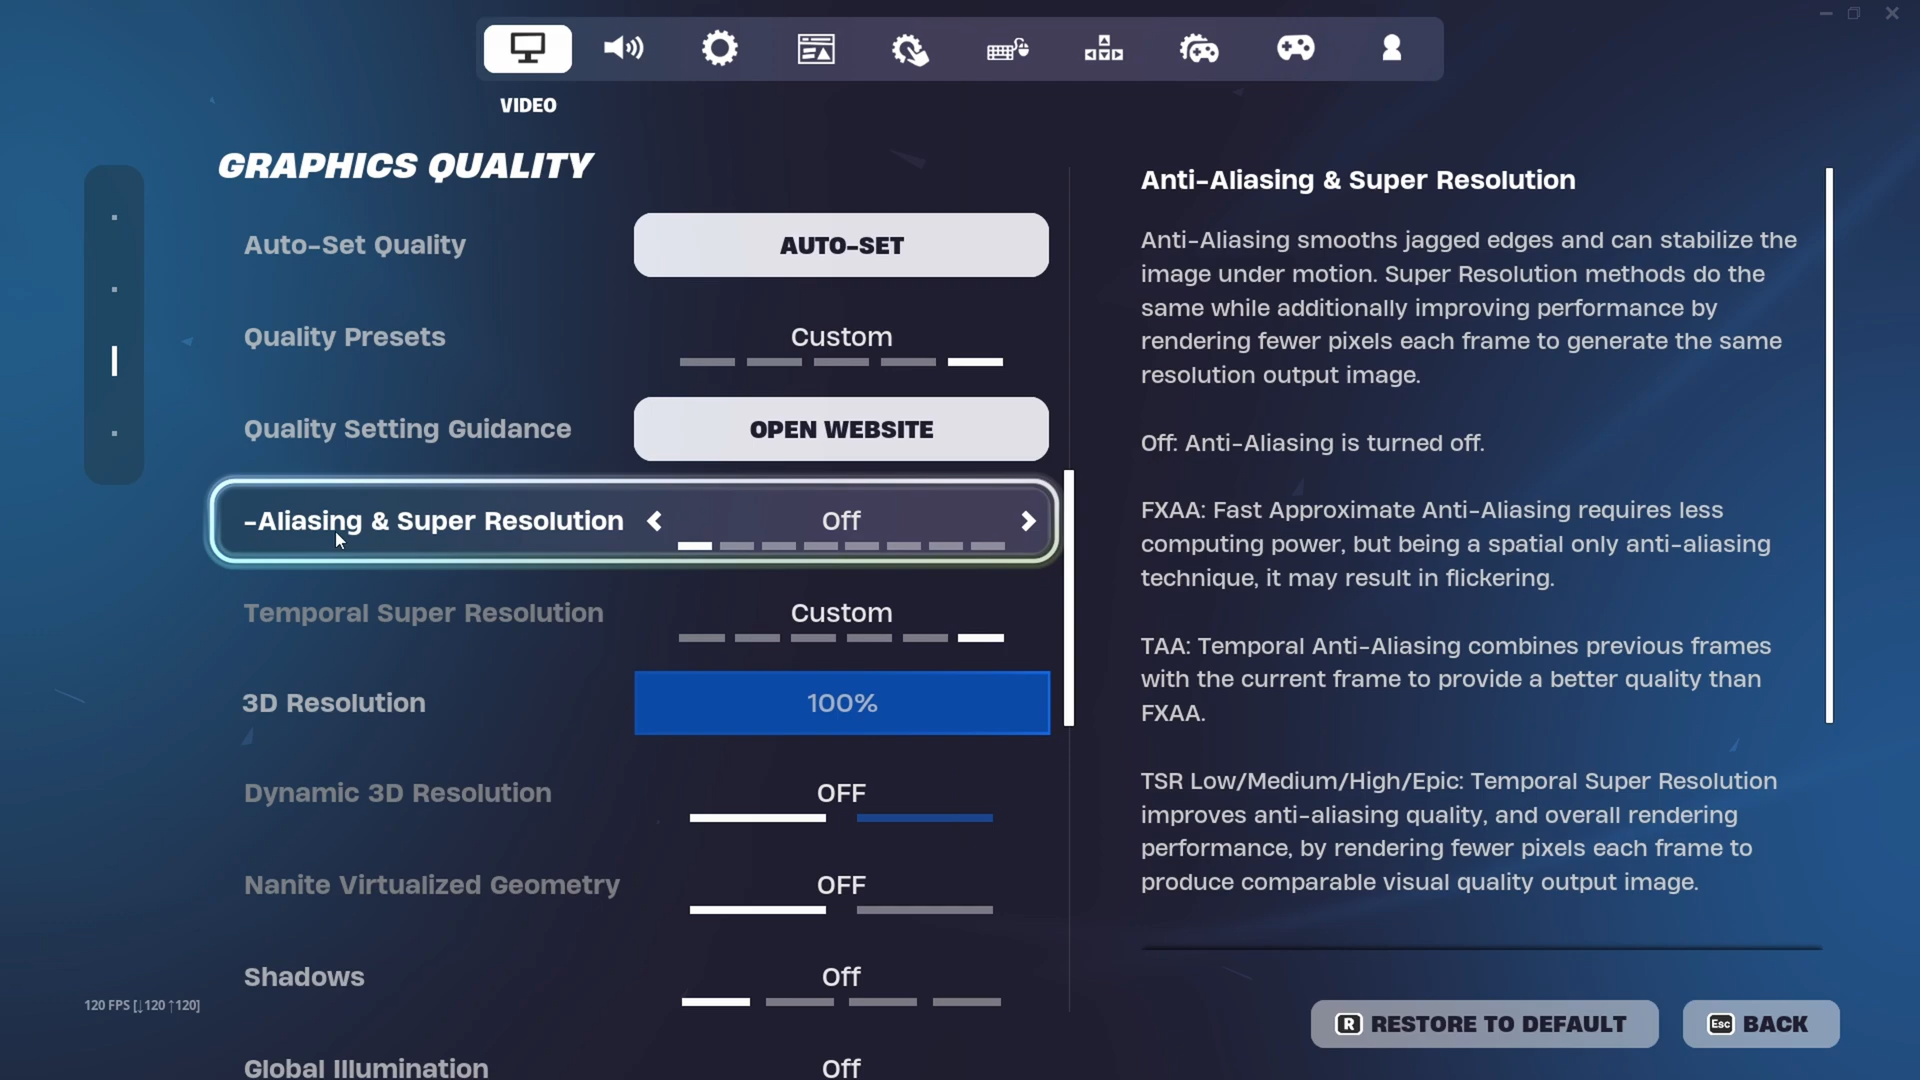 VIDEO
GRAPHICS QUALITY
Auto-Set Quality
AUTO-SET
Quality Presets
Custom
Quality Setting Guidance
OPEN WEBSITE
-Aliasing & Super Resolution
Off
Temporal Super Resolution
Custom
3D Resolution
100%
Dynamic 3D Resolution
OFF
Nanite Virtualized Geometry
OFF
Shadows
Off
Global Illumination
Off
120 FPS [↓120 ↑120]
Anti-Aliasing & Super Resolution
Anti-Aliasing smooths jagged edges and can stabilize the
image under motion. Super Resolution methods do the
same while additionally improving performance by
rendering fewer pixels each frame to generate the same
resolution output image.
Off: Anti-Aliasing is turned off.
FXAA: Fast Approximate Anti-Aliasing requires less
computing power, but being a spatial only anti-aliasing
technique, it may result in flickering.
TAA: Temporal Anti-Aliasing combines previous frames
with the current frame to provide a better quality than
FXAA.
TSR Low/Medium/High/Epic: Temporal Super Resolution
improves anti-aliasing quality, and overall rendering
performance, by rendering fewer pixels each frame to
produce comparable visual quality output image.
R RESTORE TO DEFAULT
Esc BACK